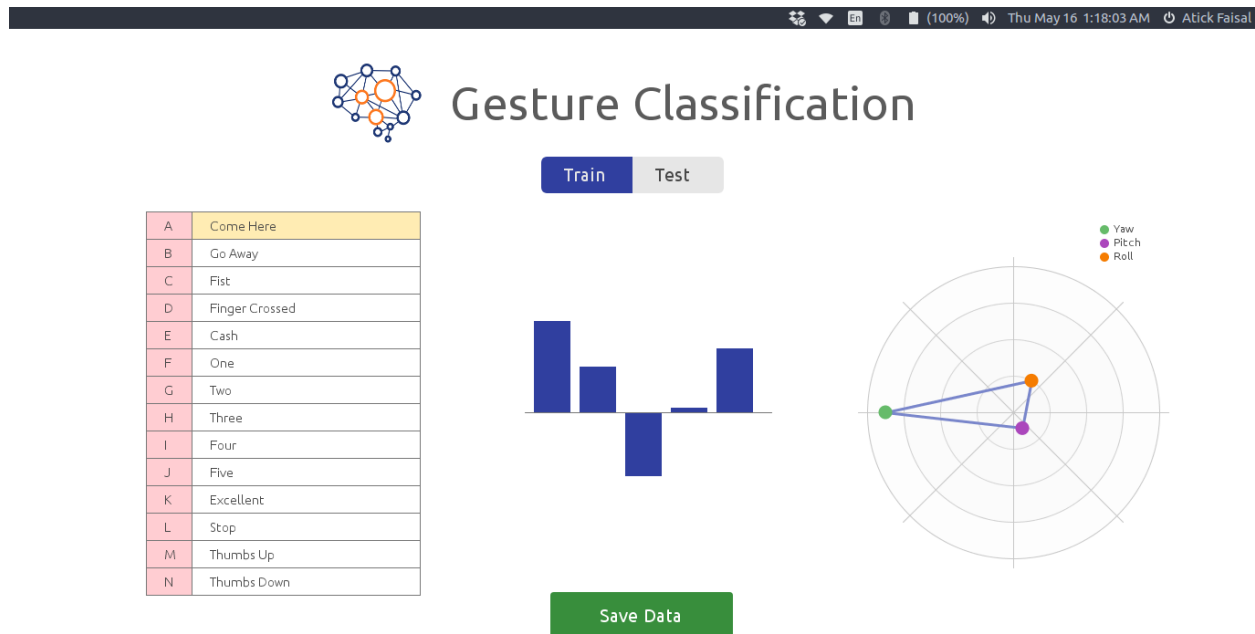 En (100%) Thu May 16 1:18:03 AM Atick Faisal
Gesture Classification
Train Test
A Come Here
B Go Away
C Fist
D Finger Crossed
E Cash
F One
G Two
H Three
I Four
J Five
K Excellent
L Stop
M Thumbs Up
N Thumbs Down
Yaw
Pitch
Roll
Save Data